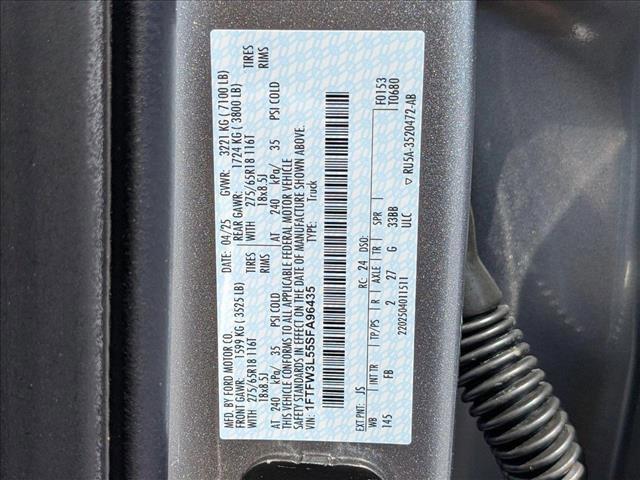 MFD. BY FORD MOTOR CO.
DATE: 04/25 GVWR: 3221 KG ( 7100 LB)
FRONT GAWR: 1599 KG ( 3525 LB) REAR GAWR: 1724 KG ( 3800 LB)
WITH 275/65R18 116T TIRES WITH 275/65R18 116T TIRES
18x8.5J RIMS 18x8.5J RIMS
AT 240 kPa/ 35 PSI COLD AT 240 kPa/ 35 PSI COLD
THIS VEHICLE CONFORMS TO ALL APPLICABLE FEDERAL MOTOR VEHICLE
SAFETY STANDARDS IN EFFECT ON THE DATE OF MANUFACTURE SHOWN ABOVE.
VIN: 1FTFW3L55SFA96435 TYPE: Truck
F0153
T0680
EXT PNT: JS RC: 24 DSO:
WB INT TR TP/PS R AXLE TR SPR
145 FB 2 27 G 33BB
ULC
2202504011511 ▽ RU5A-3520472-AB